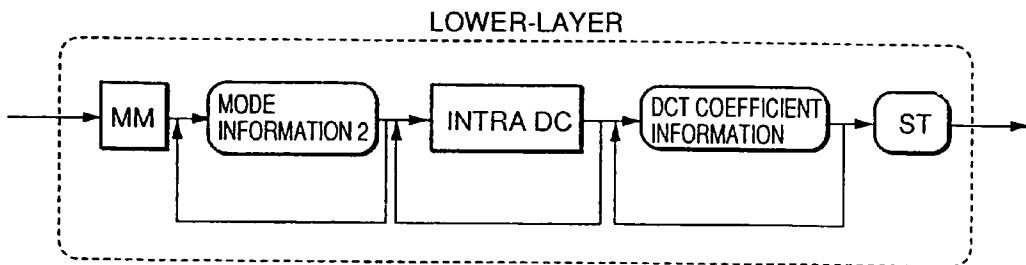 LOWER-LAYER
MM
MODE
INFORMATION 2
INTRA DC
DCT COEFFICIENT
INFORMATION
ST